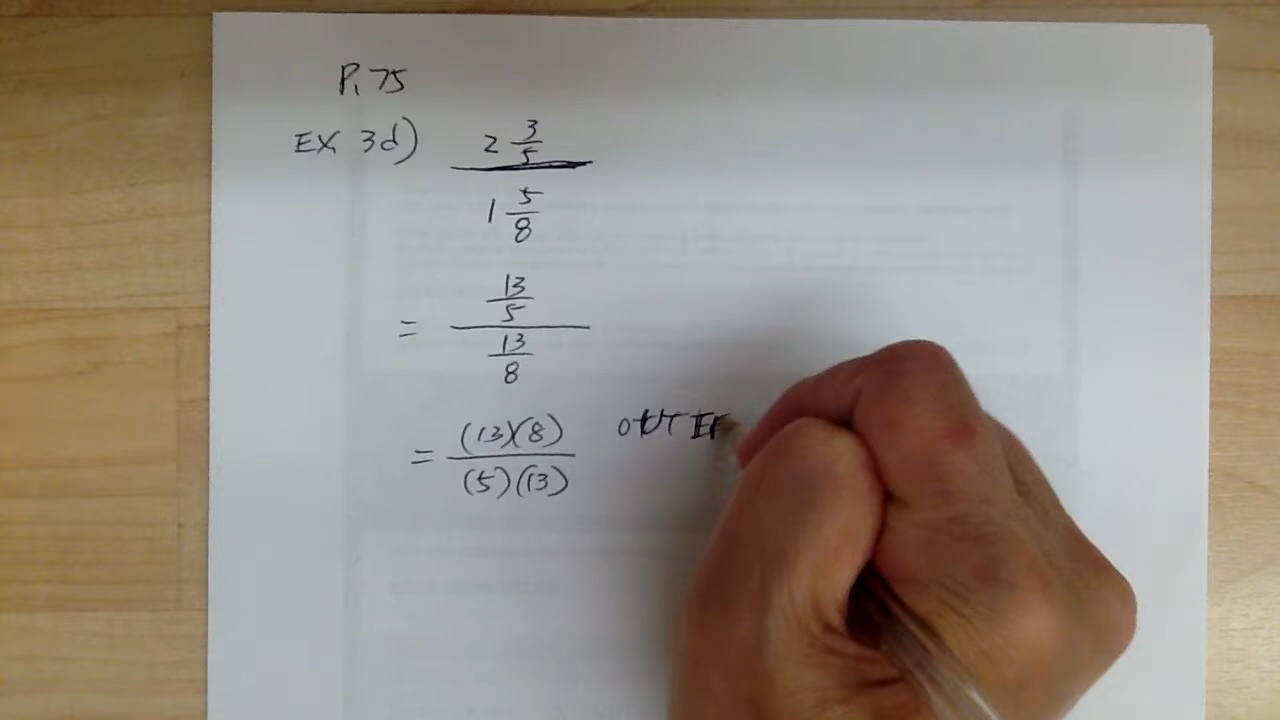 P. 75
EX. 3d) 2 3/5
1 5/8
= 13/5
13/8
= (13)(8)
(5)(13)